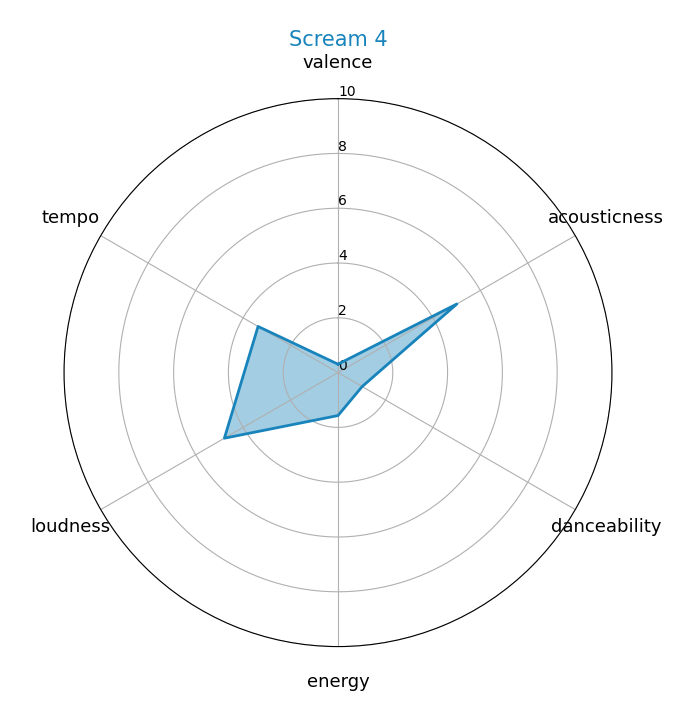 Scream 4
valence
10
8
6
4
2
0
tempo
acousticness
loudness
danceability
energy